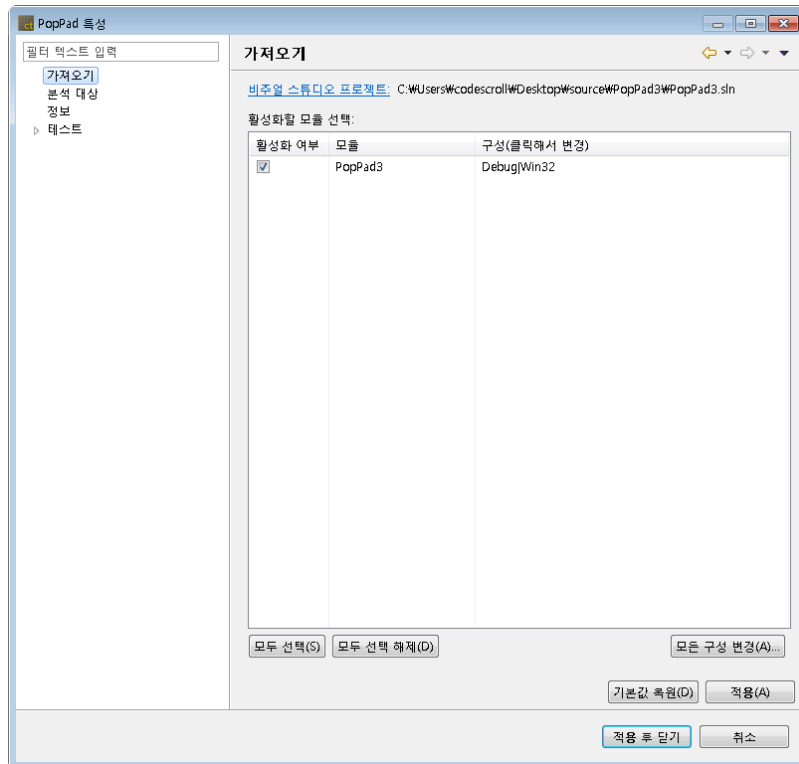 ct PopPad 특성
필터 텍스트 입력
가져오기
분석 대상
정보
테스트
가져오기
비주얼 스튜디오 프로젝트: C:₩Users₩codescroll₩Desktop₩source₩PopPad3₩PopPad3.sln
활성화할 모듈 선택:
활성화 여부 모듈 구성(클릭해서 변경)
PopPad3 Debug|Win32
모두 선택(S) 모두 선택 해제(D) 모든 구성 변경(A)...
기본값 복원(D) 적용(A)
적용 후 닫기 취소